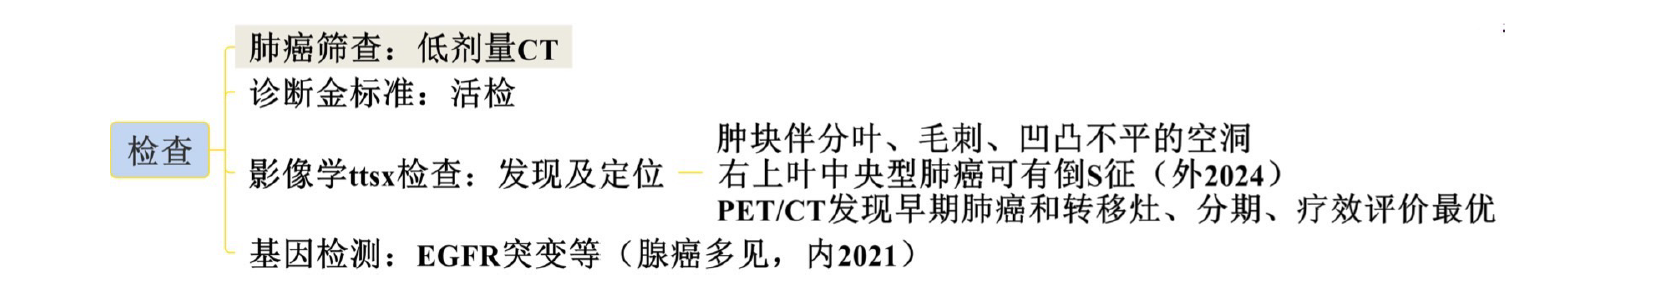 检查
肺癌筛查：低剂量CT
诊断金标准：活检
影像学ttsx检查：发现及定位
肿块伴分叶、毛刺、凹凸不平的空洞
右上叶中央型肺癌可有倒S征（外2024）
PET/CT发现早期肺癌和转移灶、分期、疗效评价最优
基因检测：EGFR突变等（腺癌多见，内2021）